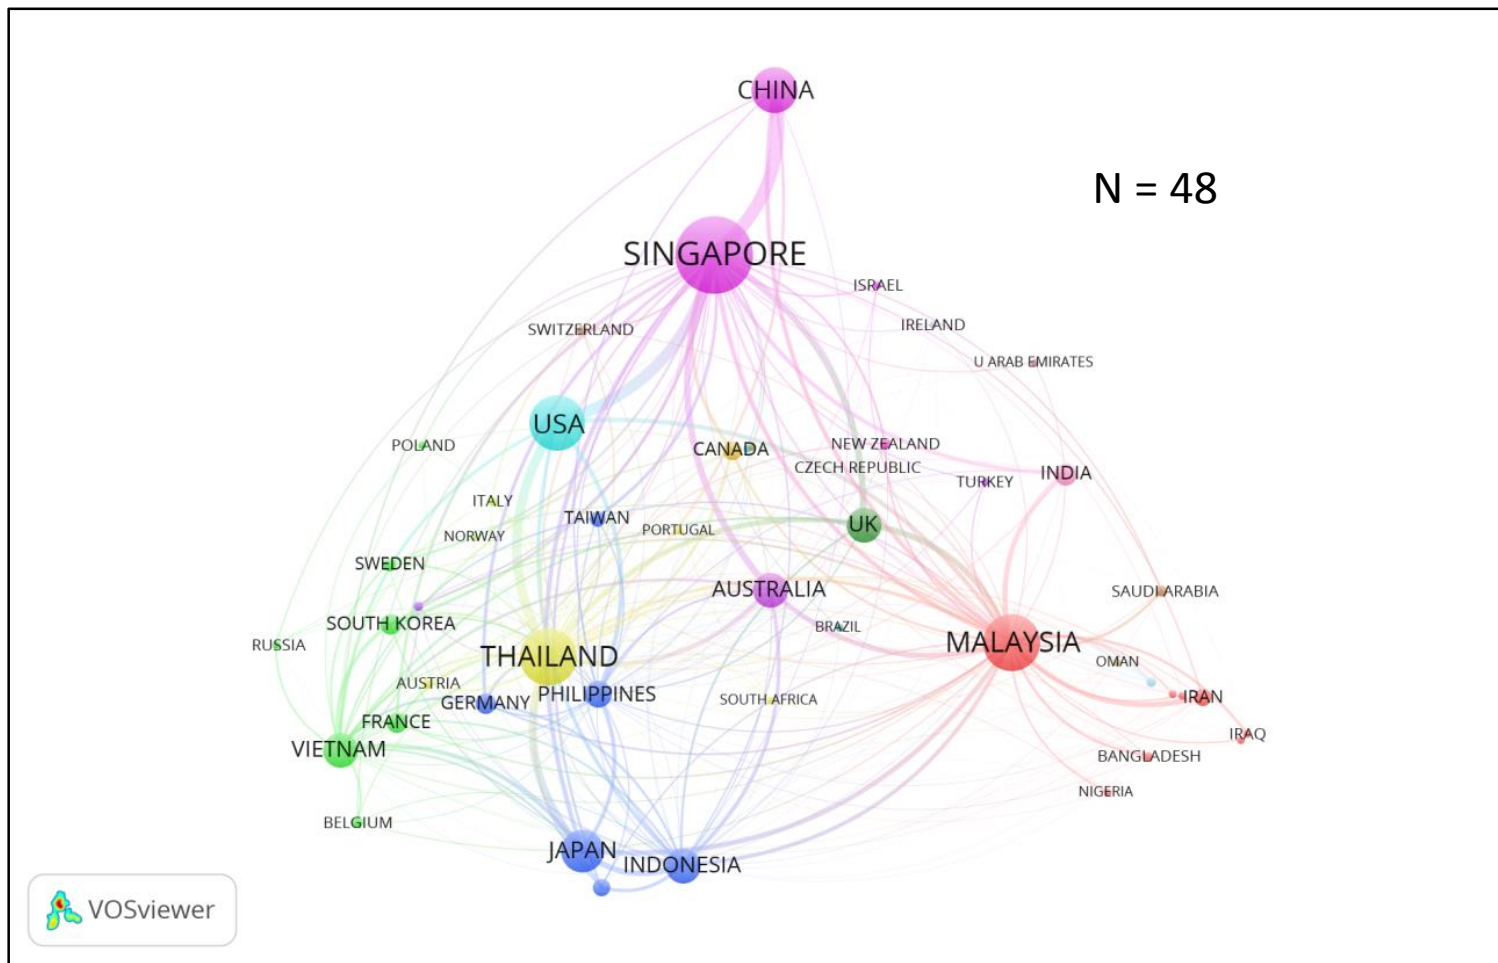 CHINA
N = 48
SINGAPORE
ISRAEL
IRELAND
SWITZERLAND
U ARAB EMIRATES
USA
POLAND
CANADA
NEW ZEALAND
CZECH REPUBLIC
INDIA
TURKEY
ITALY
TAIWAN
UK
PORTUGAL
NORWAY
SWEDEN
AUSTRALIA
SAUDI ARABIA
SOUTH KOREA
BRAZIL
RUSSIA
MALAYSIA
THAILAND
OMAN
AUSTRIA
PHILIPPINES
GERMANY
SOUTH AFRICA
IRAN
FRANCE
IRAQ
VIETNAM
BANGLADESH
NIGERIA
BELGIUM
JAPAN
INDONESIA
VOSviewer